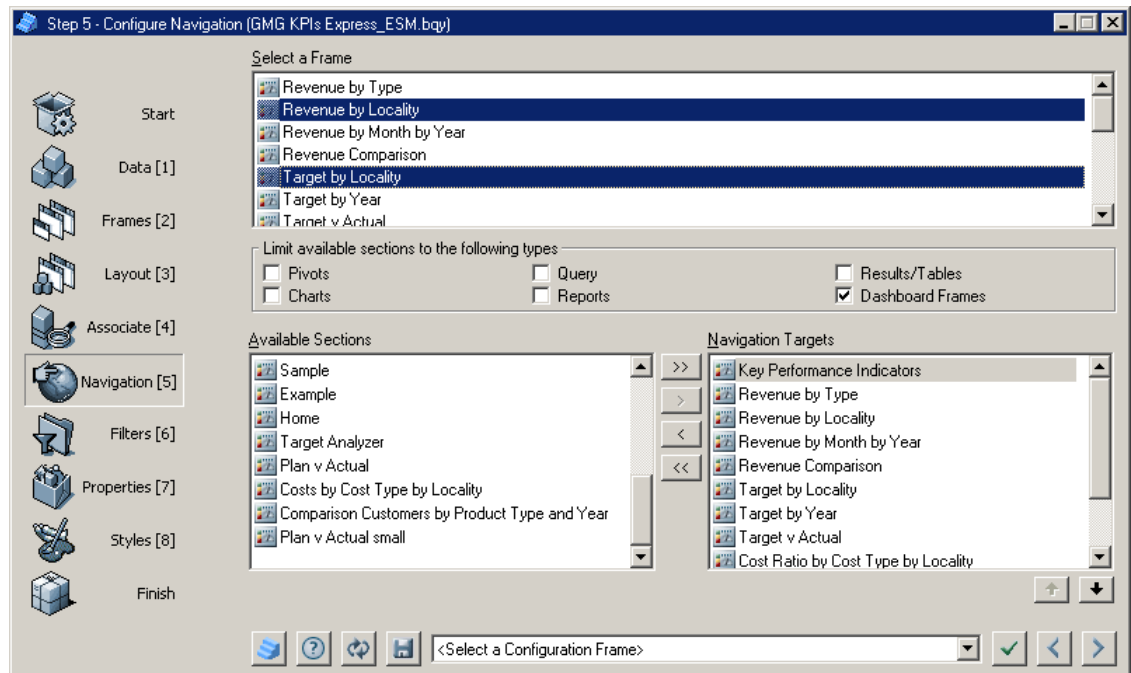 Step 5 - Configure Navigation (GMG KPIs Express_ESM.bqy)
Start
Data [1]
Frames [2]
Layout [3]
Associate [4]
Navigation [5]
Filters [6]
Properties [7]
Styles [8]
Finish
Select a Frame
Revenue by Type
Revenue by Locality
Revenue by Month by Year
Revenue Comparison
Target by Locality
Target by Year
Target v Actual
Limit available sections to the following types
Pivots
Query
Results/Tables
Charts
Reports
Dashboard Frames
Available Sections
Sample
Example
Home
Target Analyzer
Plan v Actual
Costs by Cost Type by Locality
Comparison Customers by Product Type and Year
Plan v Actual small
>>
>
<
<<
Navigation Targets
Key Performance Indicators
Revenue by Type
Revenue by Locality
Revenue by Month by Year
Revenue Comparison
Target by Locality
Target by Year
Target v Actual
Cost Ratio by Cost Type by Locality
<Select a Configuration Frame>